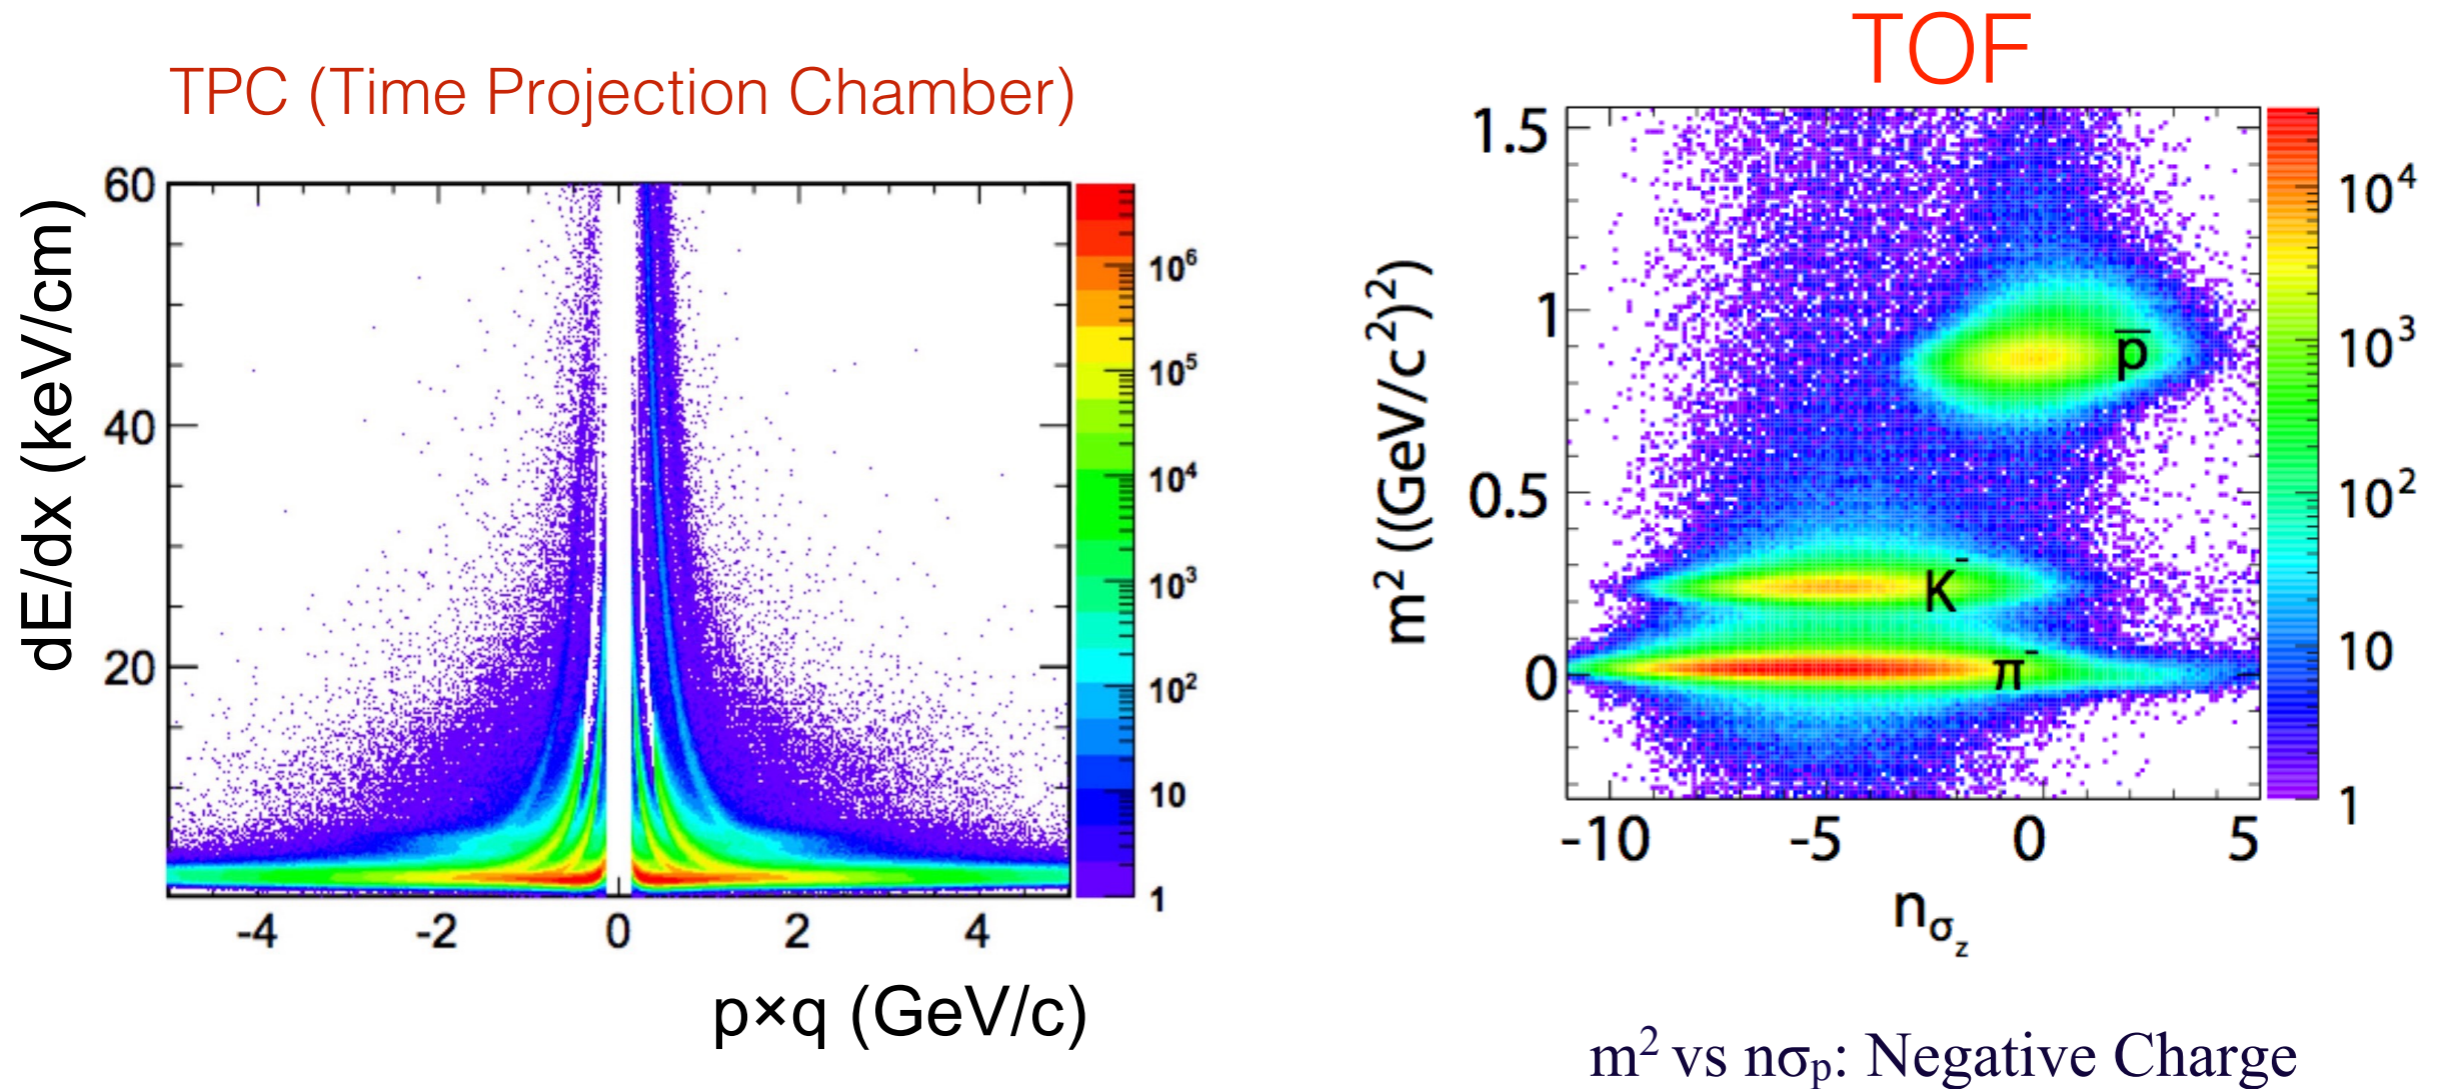 TPC (Time Projection Chamber)
60
40
20
dE/dx (keV/cm)
-4 -2 0 2 4
p×q (GeV/c)
10⁶
10⁵
10⁴
10³
10²
10
1
TOF
1.5
1
0.5
0
m² ((GeV/c²)²)
p̅
K⁻
π⁻
-10 -5 0 5
nσz
10⁴
10³
10²
10
1
m² vs nσₚ: Negative Charge